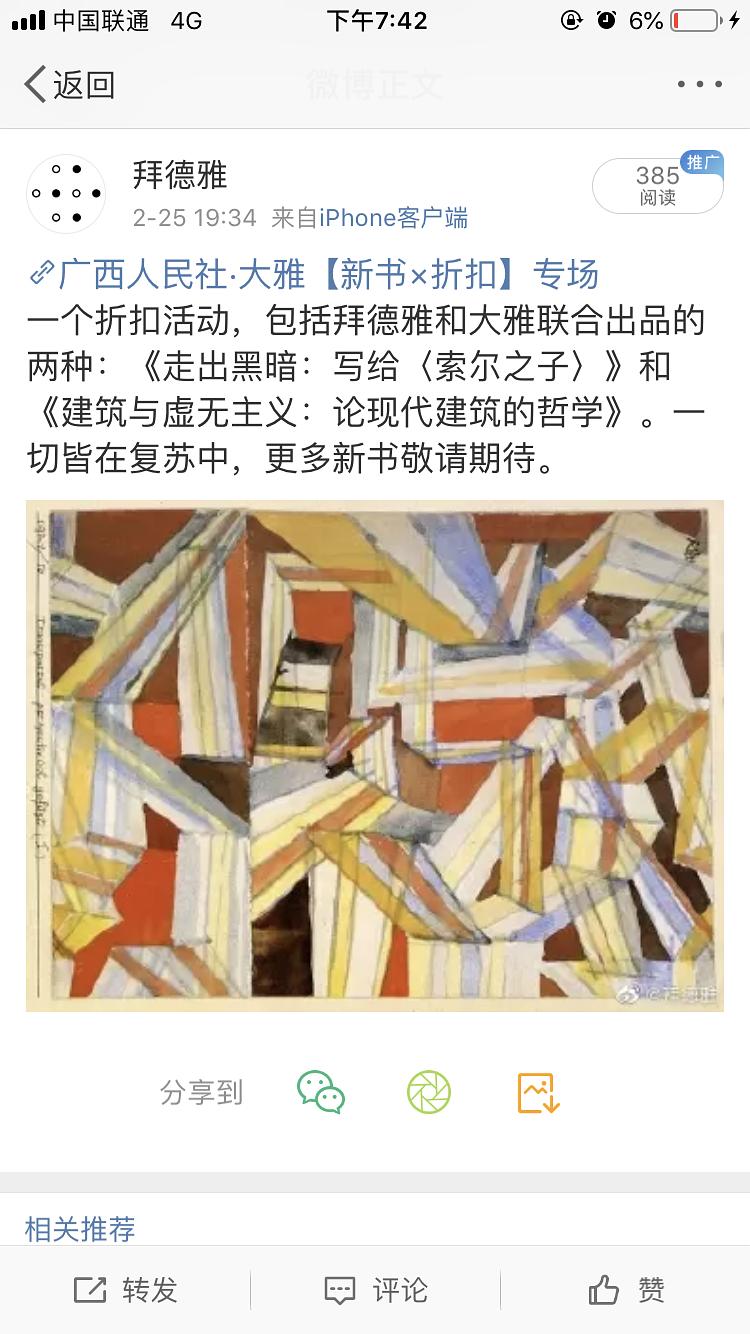 中国联通 4G 下午7:42 6%
返回 微博正文
拜德雅
2-25 19:34 来自iPhone客户端
385
推广
阅读
广西人民社·大雅【新书×折扣】专场
一个折扣活动，包括拜德雅和大雅联合出品的
两种：《走出黑暗：写给〈索尔之子〉》和
《建筑与虚无主义：论现代建筑的哲学》。一
切皆在复苏中，更多新书敬请期待。
分享到
相关推荐
转发 评论 赞